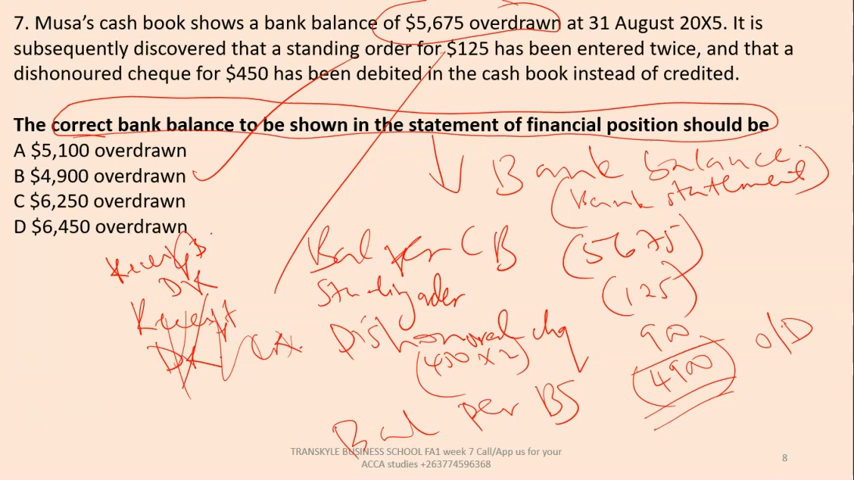 7. Musa's cash book shows a bank balance of $5,675 overdrawn at 31 August 20X5. It is
subsequently discovered that a standing order for $125 has been entered twice, and that a
dishonoured cheque for $450 has been debited in the cash book instead of credited.
The correct bank balance to be shown in the statement of financial position should be
A $5,100 overdrawn
B $4,900 overdrawn
C $6,250 overdrawn
D $6,450 overdrawn
Bank balance
(Bank statement)
Bal per CB (5675)
(125)
Dishonored chq 900
(450 x 2)
4900 O/D
Bal per BS
Receipts
DR
Receipt
DR
TRANSKYLE BUSINESS SCHOOL FA1 week 7 Call/App us for your
ACCA studies +263774596368
8